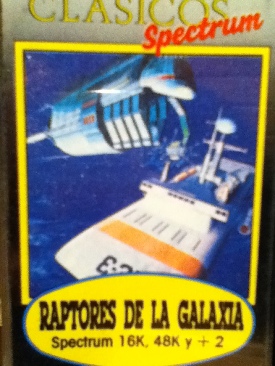 CLASICOS
Spectrum
RAPTORES DE LA GALAXIA
Spectrum 16K, 48K y + 2